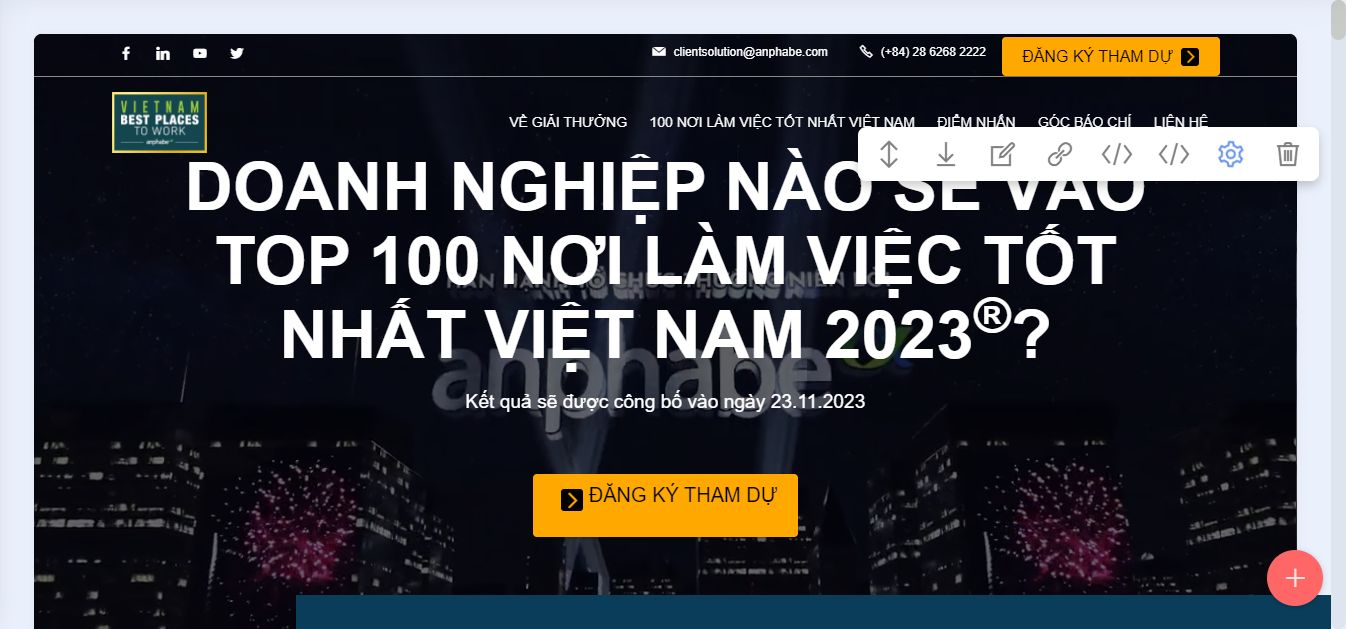 clientsolution@anphabe.com
(+84) 28 6268 2222
ĐĂNG KÝ THAM DỰ
VIETNAM
BEST PLACES
TO WORK
anphabe
VỀ GIẢI THƯỞNG
100 NƠI LÀM VIỆC TỐT NHẤT VIỆT NAM
ĐIỂM NHẤN
GÓC BÁO CHÍ
LIÊN HỆ
DOANH NGHIỆP NÀO SẼ VÀO
TOP 100 NƠI LÀM VIỆC TỐT
NHẤT VIỆT NAM 2023®?
anphabe
Kết quả sẽ được công bố vào ngày 23.11.2023
ĐĂNG KÝ THAM DỰ